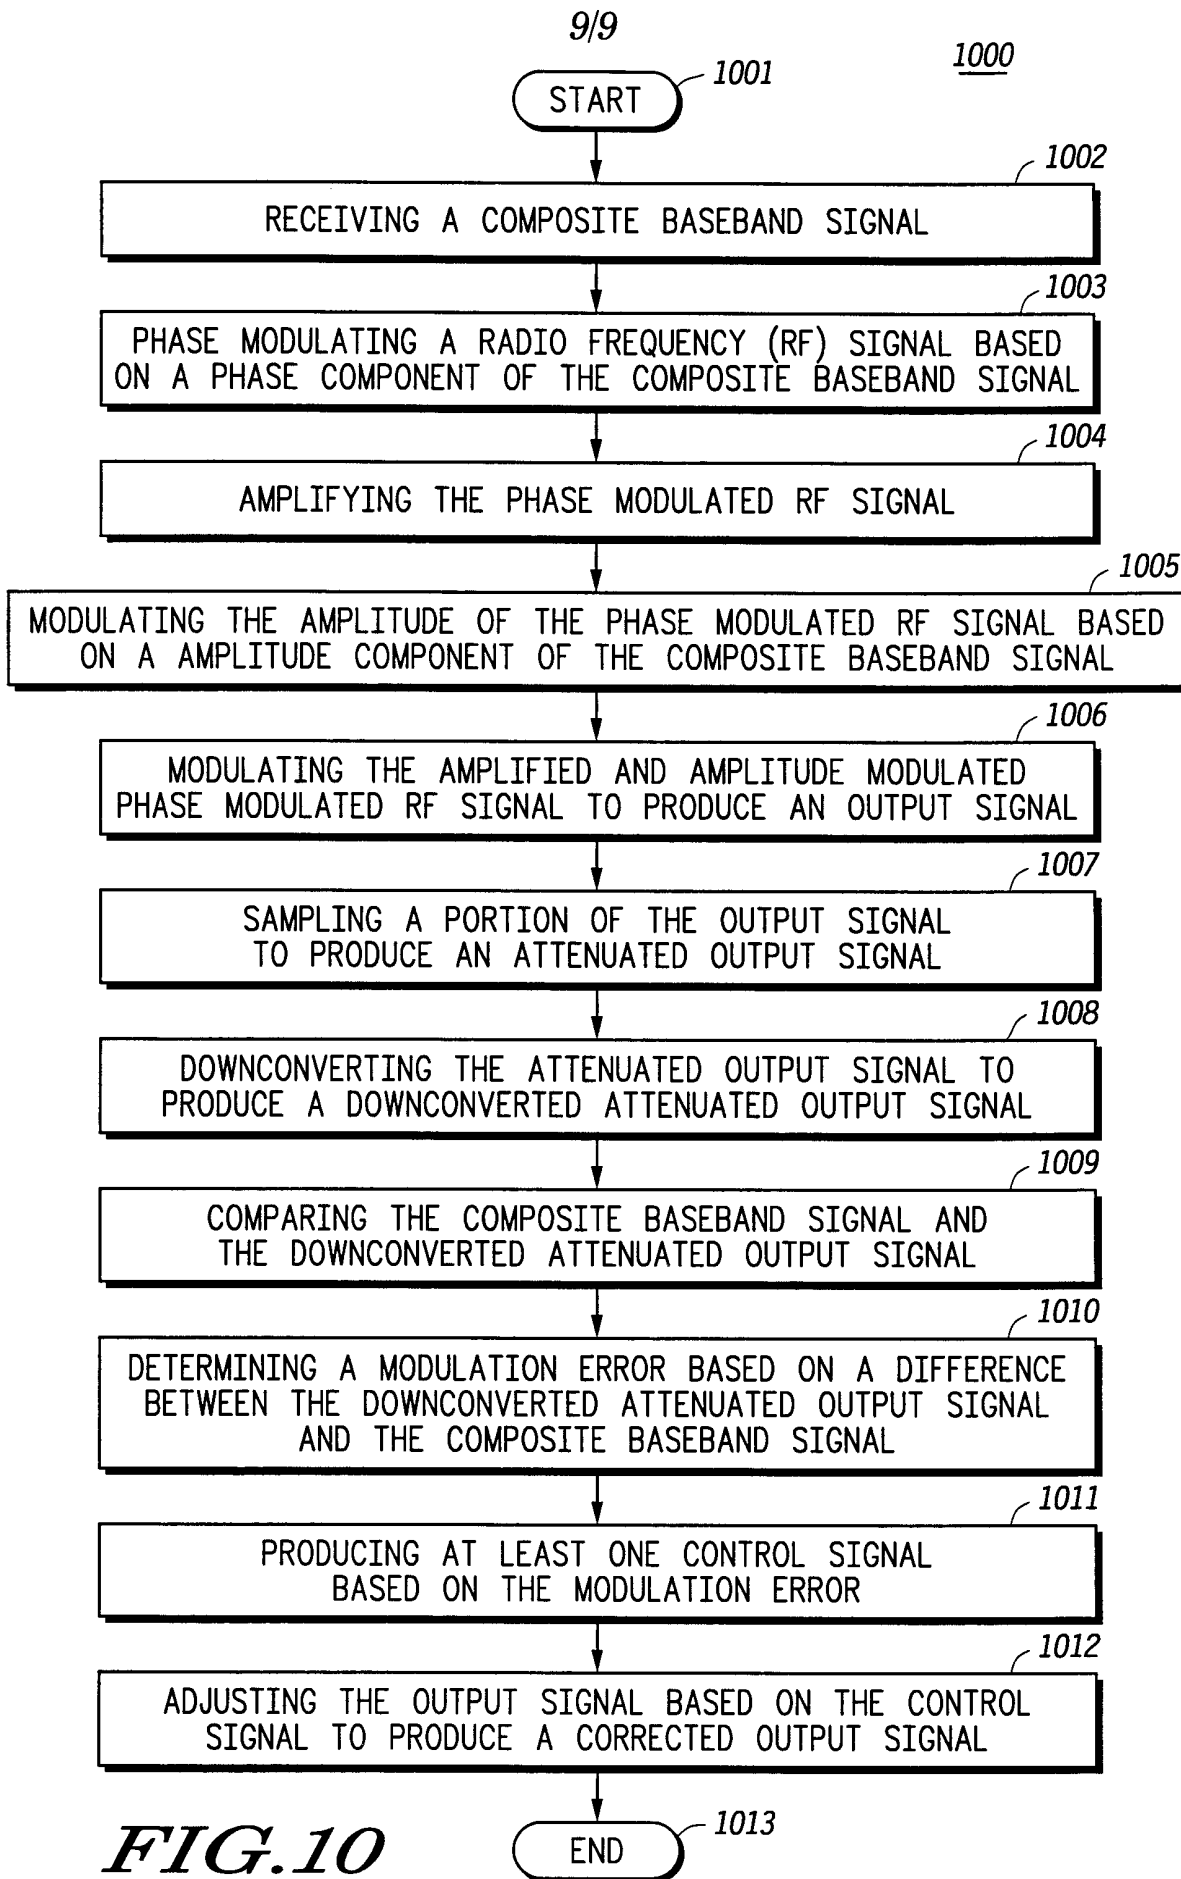 9/9
1000
START
1001
1002
RECEIVING A COMPOSITE BASEBAND SIGNAL
1003
PHASE MODULATING A RADIO FREQUENCY (RF) SIGNAL BASED
ON A PHASE COMPONENT OF THE COMPOSITE BASEBAND SIGNAL
1004
AMPLIFYING THE PHASE MODULATED RF SIGNAL
1005
MODULATING THE AMPLITUDE OF THE PHASE MODULATED RF SIGNAL BASED
ON A AMPLITUDE COMPONENT OF THE COMPOSITE BASEBAND SIGNAL
1006
MODULATING THE AMPLIFIED AND AMPLITUDE MODULATED
PHASE MODULATED RF SIGNAL TO PRODUCE AN OUTPUT SIGNAL
1007
SAMPLING A PORTION OF THE OUTPUT SIGNAL
TO PRODUCE AN ATTENUATED OUTPUT SIGNAL
1008
DOWNCONVERTING THE ATTENUATED OUTPUT SIGNAL TO
PRODUCE A DOWNCONVERTED ATTENUATED OUTPUT SIGNAL
1009
COMPARING THE COMPOSITE BASEBAND SIGNAL AND
THE DOWNCONVERTED ATTENUATED OUTPUT SIGNAL
1010
DETERMINING A MODULATION ERROR BASED ON A DIFFERENCE
BETWEEN THE DOWNCONVERTED ATTENUATED OUTPUT SIGNAL
AND THE COMPOSITE BASEBAND SIGNAL
1011
PRODUCING AT LEAST ONE CONTROL SIGNAL
BASED ON THE MODULATION ERROR
1012
ADJUSTING THE OUTPUT SIGNAL BASED ON THE CONTROL
SIGNAL TO PRODUCE A CORRECTED OUTPUT SIGNAL
1013
END
FIG.10